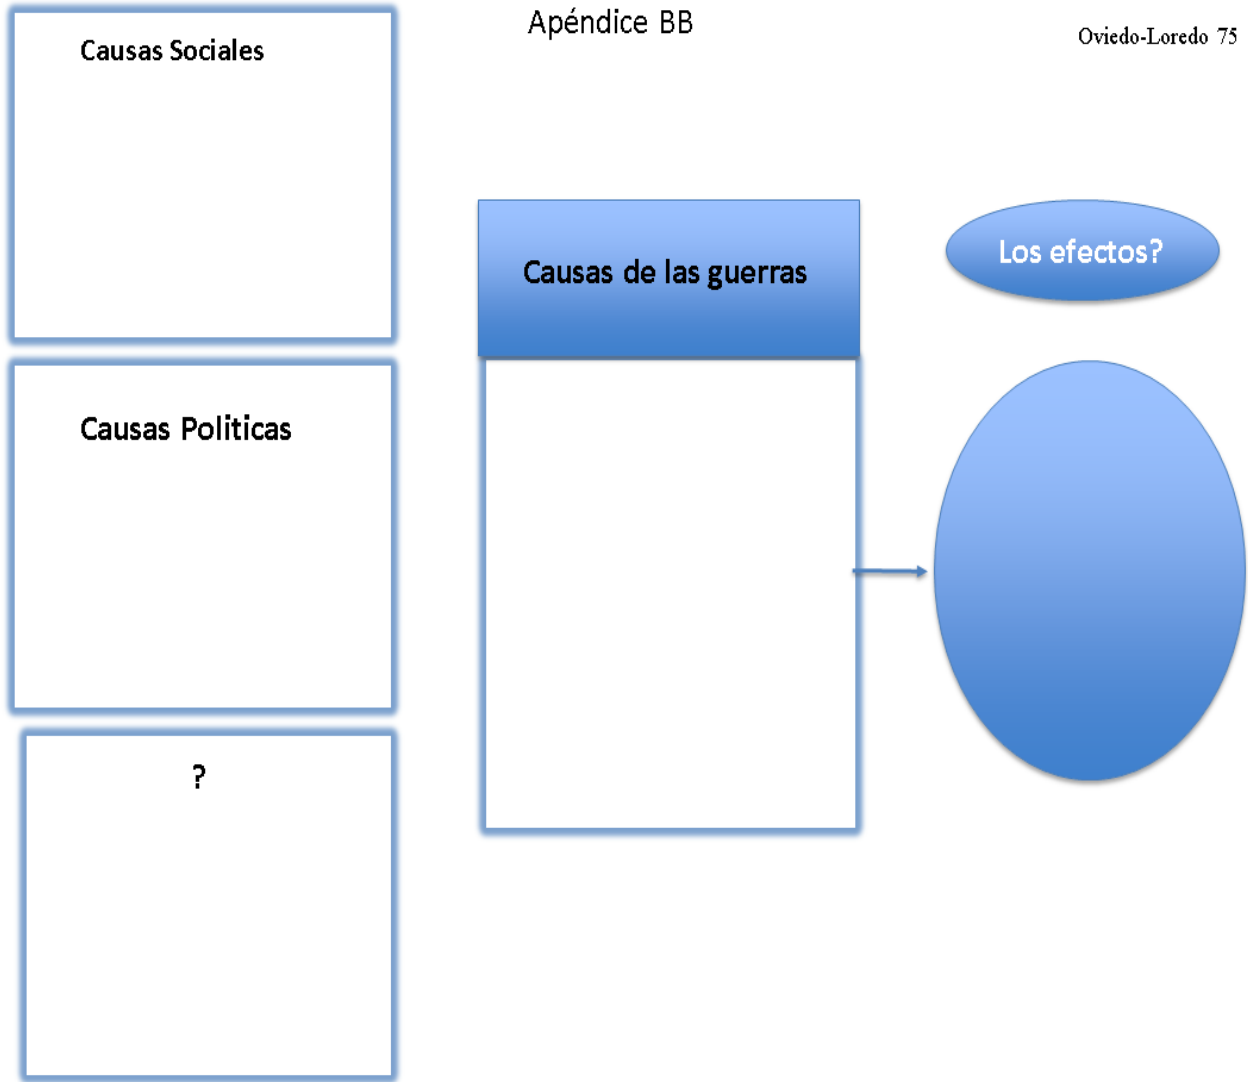 Apéndice BB
Oviedo-Loredo 75
Causas Sociales
Causas de las guerras
Los efectos?
Causas Politicas
?